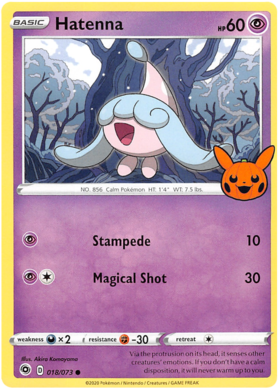 BASIC Hatenna HP60
NO. 856 Calm Pokémon HT: 1'4" WT: 7.5 lbs.
Stampede 10
Magical Shot 30
weakness ×2 resistance -30 retreat
Illus. Akira Komayama
D 018/073
Via the protrusion on its head, it senses other
creatures' emotions. If you don't have a calm
disposition, it will never warm up to you.
©2020 Pokémon / Nintendo / Creatures / GAME FREAK